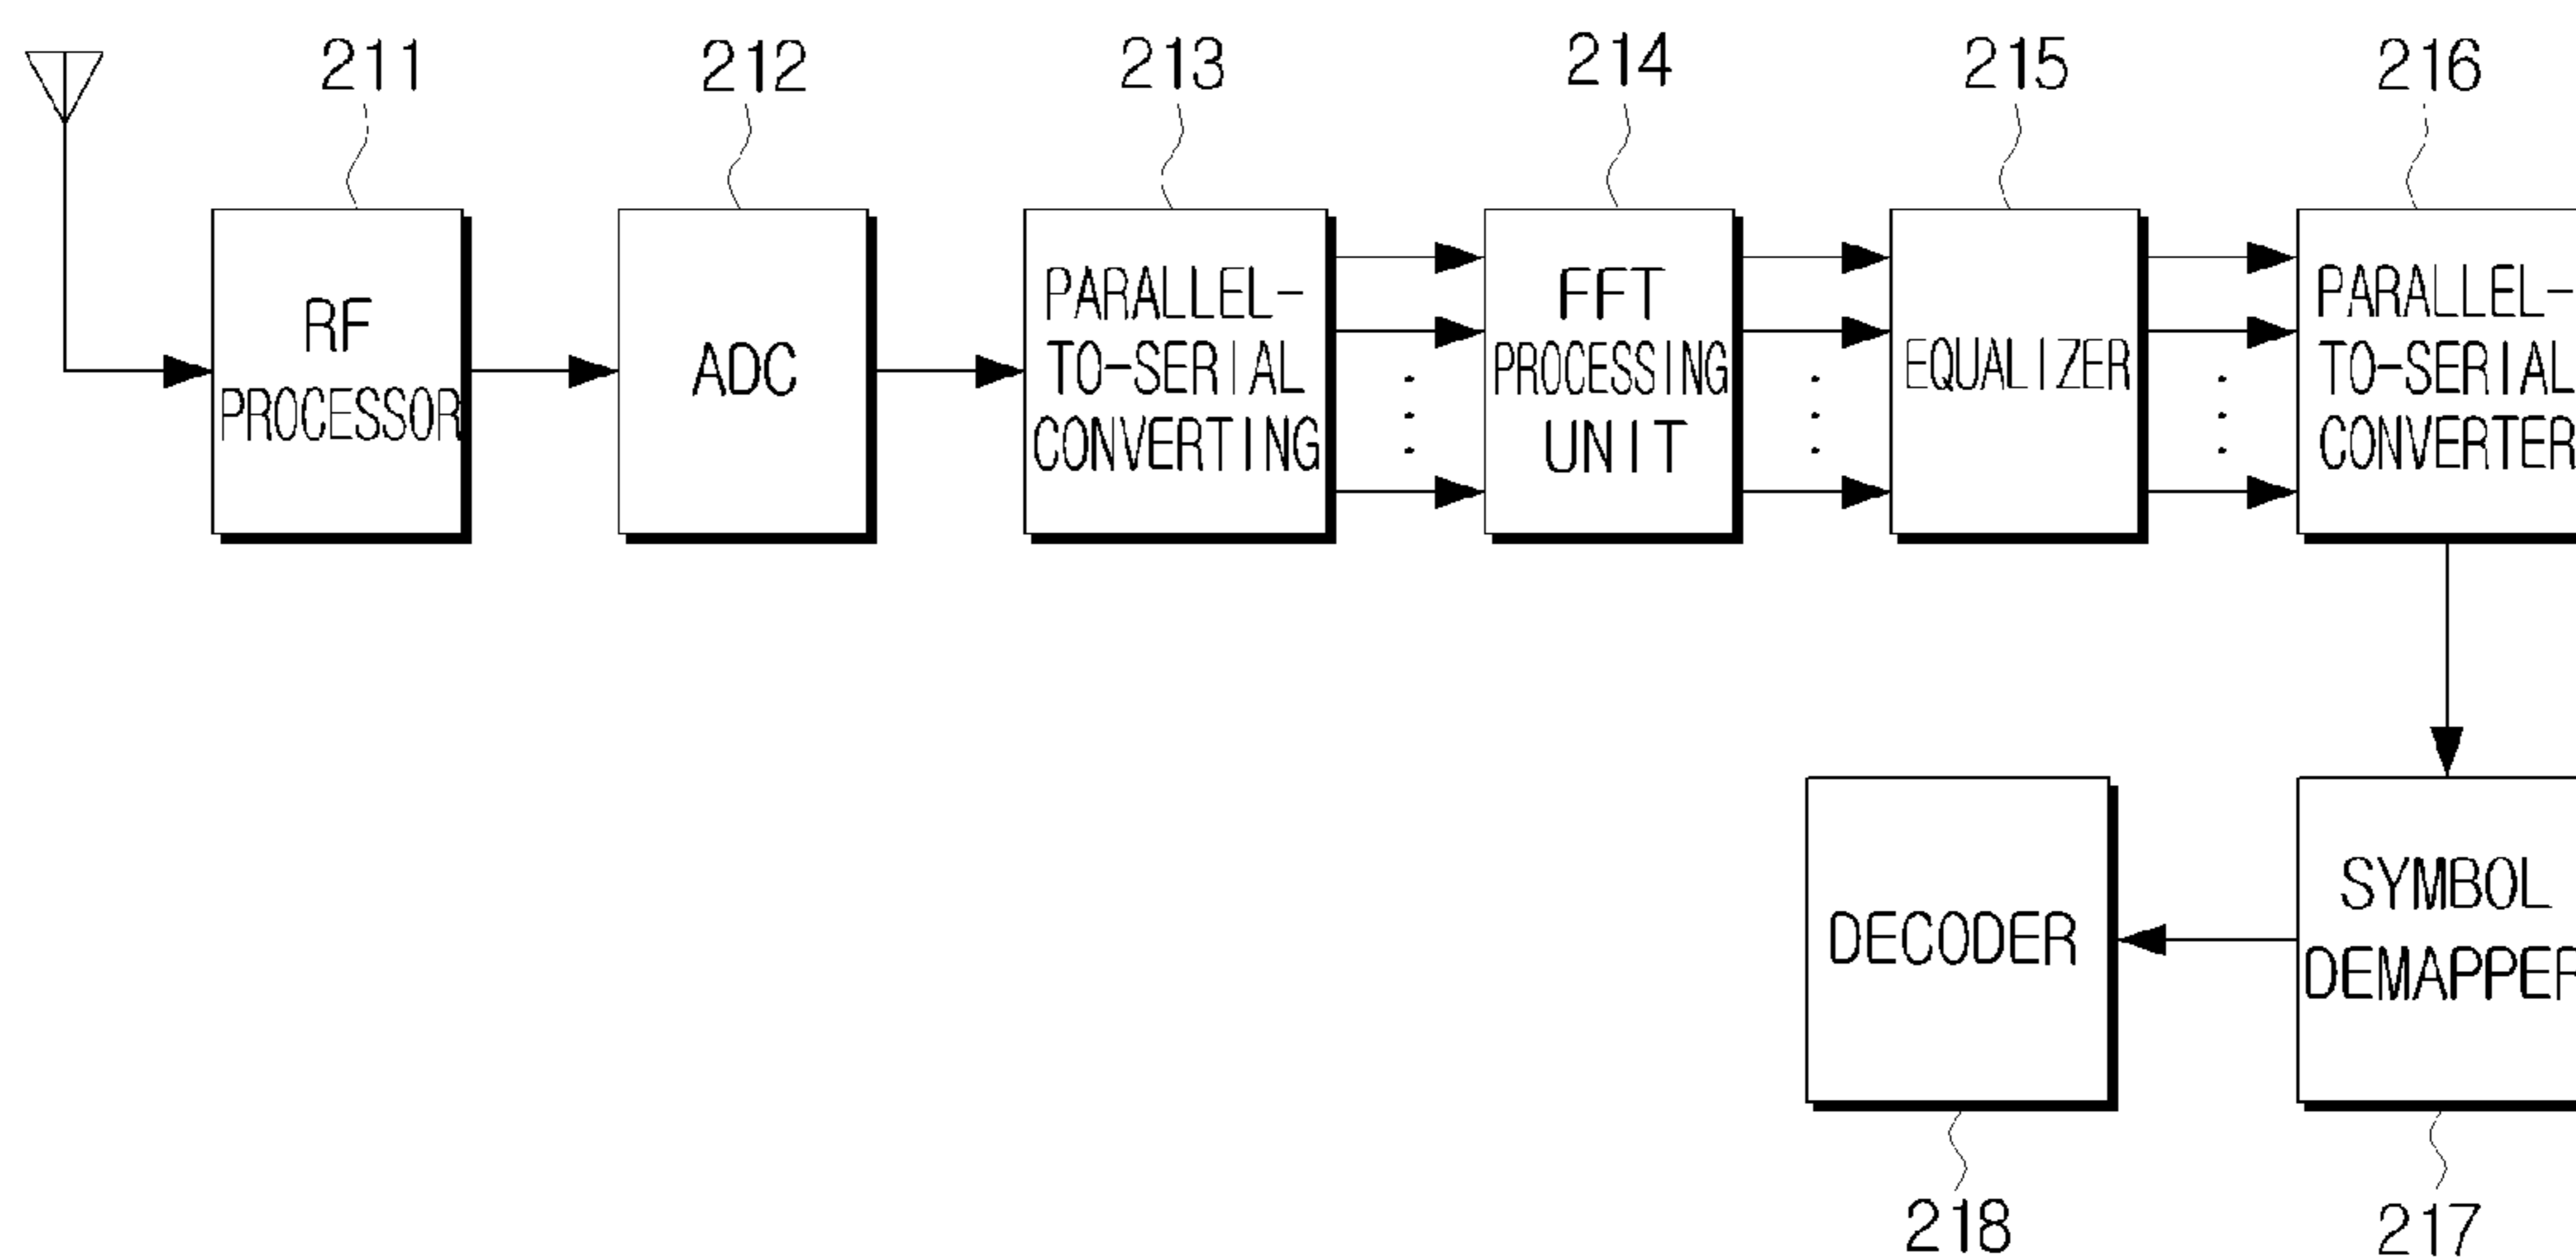 211
212
213
214
215
216
RF
PROCESSOR
ADC
PARALLEL-
TO-SERIAL
CONVERTING
FFT
PROCESSING
UNIT
EQUALIZER
PARALLEL-
TO-SERIAL
CONVERTER
SYMBOL
DEMAPPER
DECODER
218
217